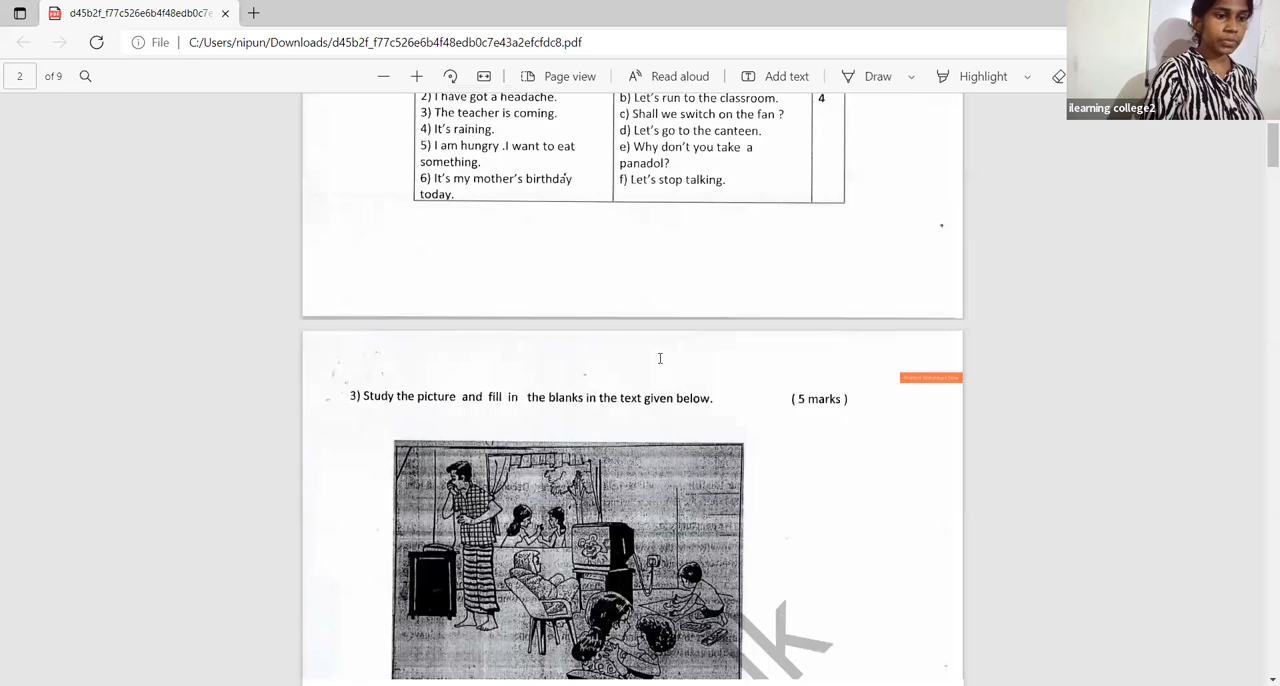 d45b2f_f77c526e6b4f48edb0c7e
File C:/Users/nipun/Downloads/d45b2f_f77c526e6b4f48edb0c7e43a2efcfdc8.pdf
2 of 9 Page view Read aloud Add text Draw Highlight
ilearning college2
2) I have got a headache.
3) The teacher is coming.
4) It's raining.
5) I am hungry .I want to eat
something.
6) It's my mother's birthday
today.
b) Let's run to the classroom.
c) Shall we switch on the fan ?
d) Let's go to the canteen.
e) Why don't you take a
panadol?
f) Let's stop talking.
4
3) Study the picture and fill in the blanks in the text given below. ( 5 marks )